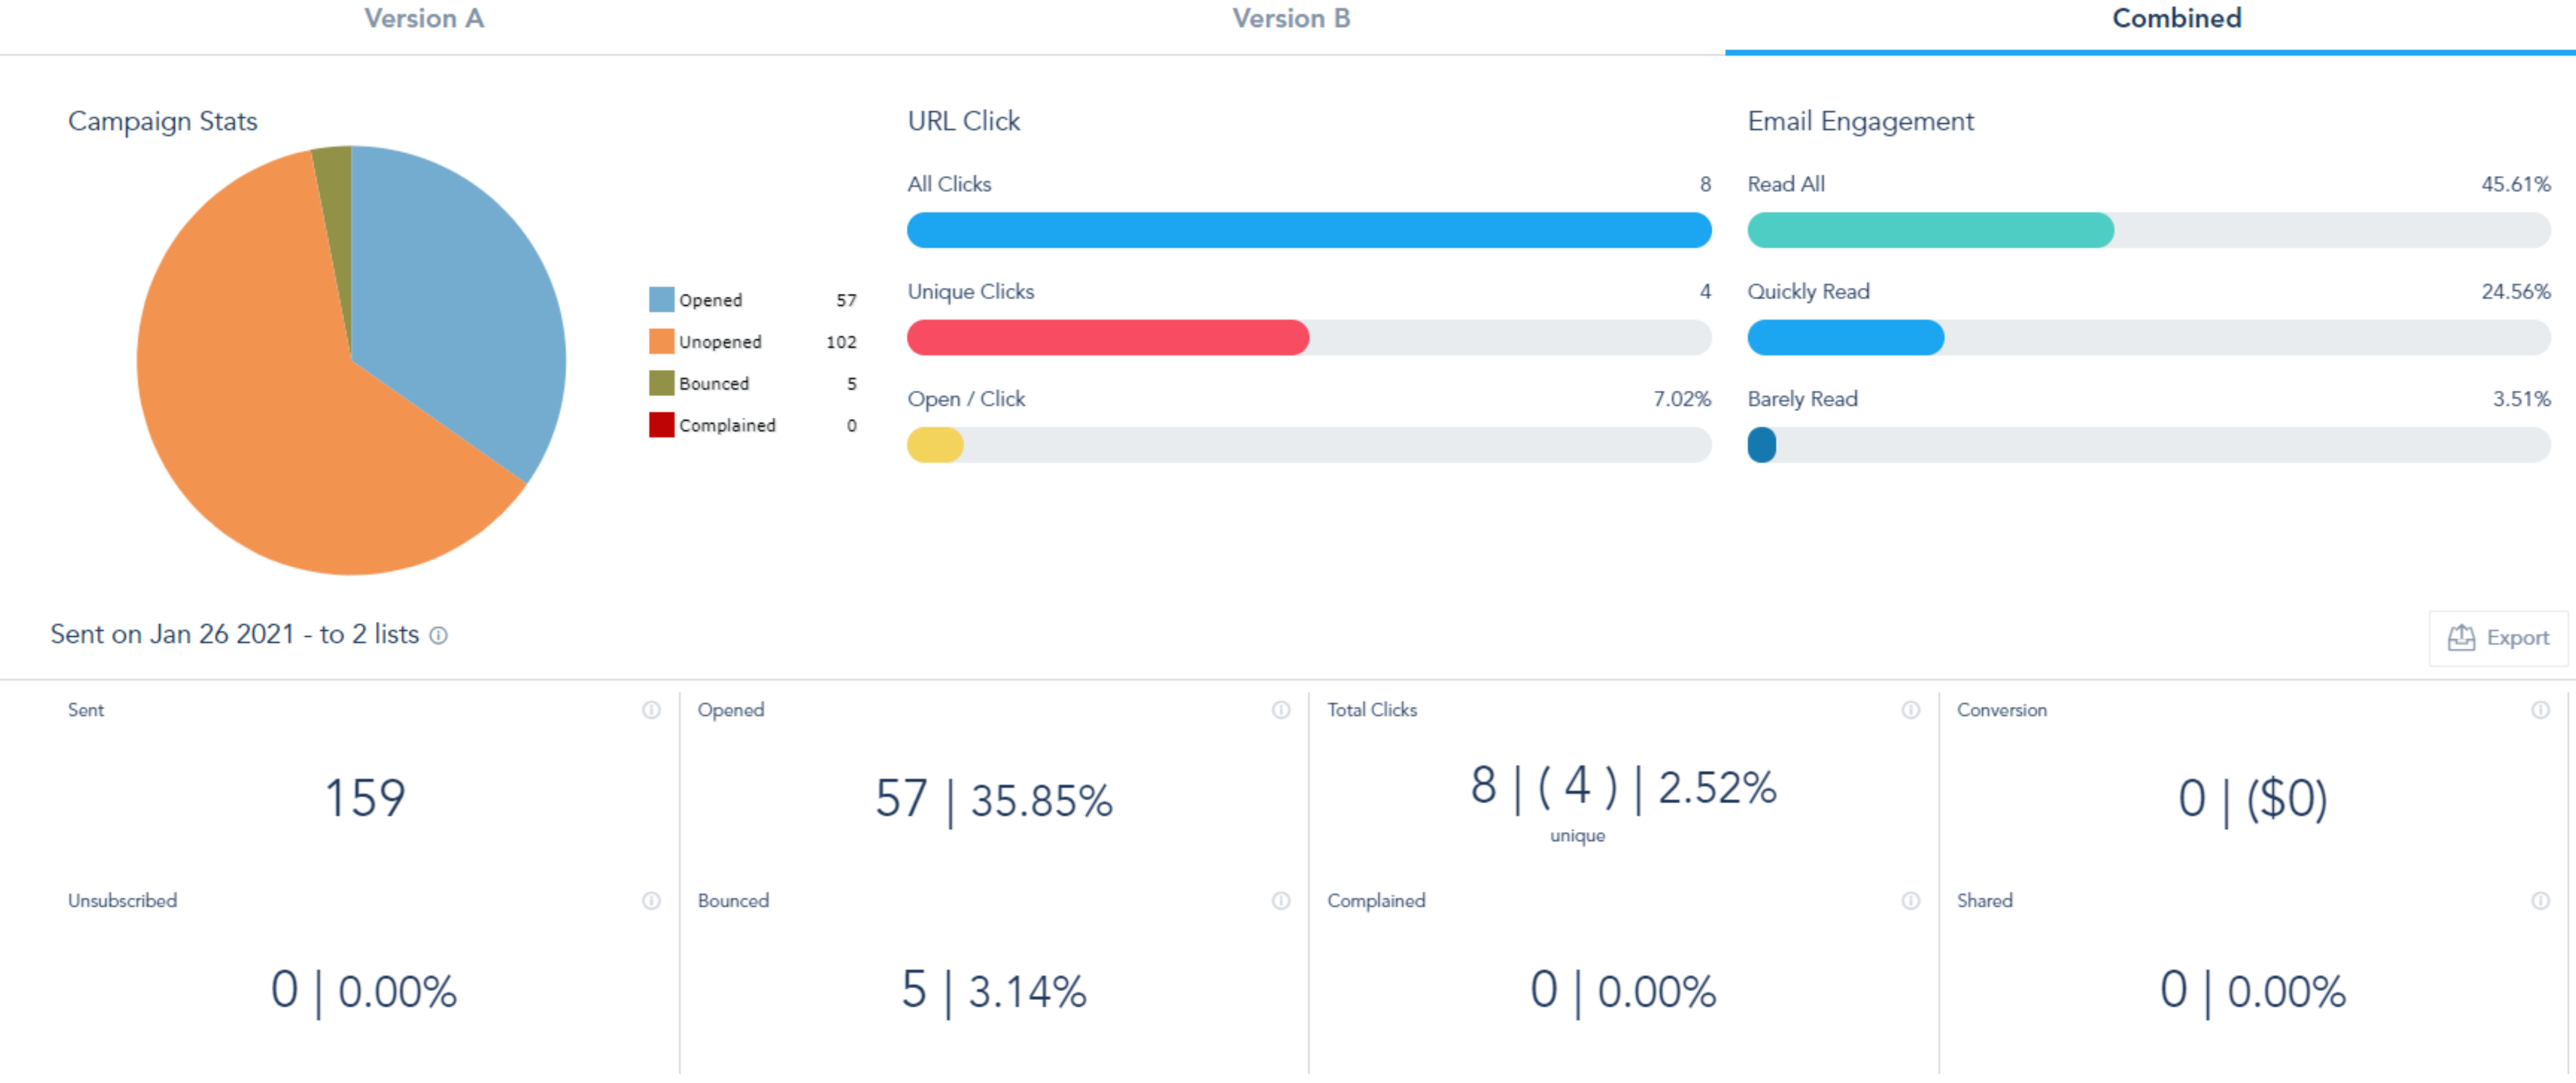 Version A
Version B
Combined
Campaign Stats
Opened 57
Unopened 102
Bounced 5
Complained 0
URL Click
All Clicks 8
Unique Clicks 4
Open / Click 7.02%
Email Engagement
Read All 45.61%
Quickly Read 24.56%
Barely Read 3.51%
Sent on Jan 26 2021 - to 2 lists
Export
Sent
159
Opened
57 | 35.85%
Total Clicks
8 | ( 4 ) | 2.52%
unique
Conversion
0 | ($0)
Unsubscribed
0 | 0.00%
Bounced
5 | 3.14%
Complained
0 | 0.00%
Shared
0 | 0.00%